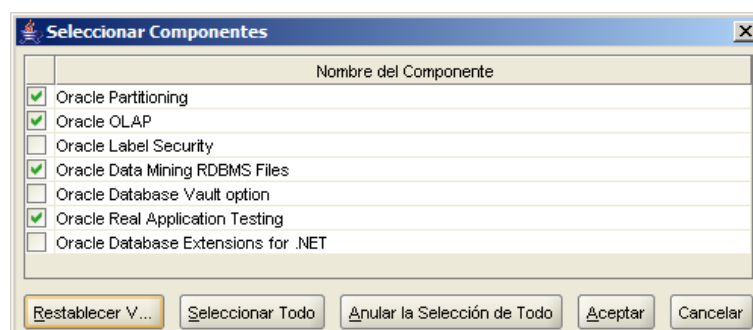 Seleccionar Componentes
Nombre del Componente
Oracle Partitioning
Oracle OLAP
Oracle Label Security
Oracle Data Mining RDBMS Files
Oracle Database Vault option
Oracle Real Application Testing
Oracle Database Extensions for .NET
Restablecer V... Seleccionar Todo Anular la Selección de Todo Aceptar Cancelar